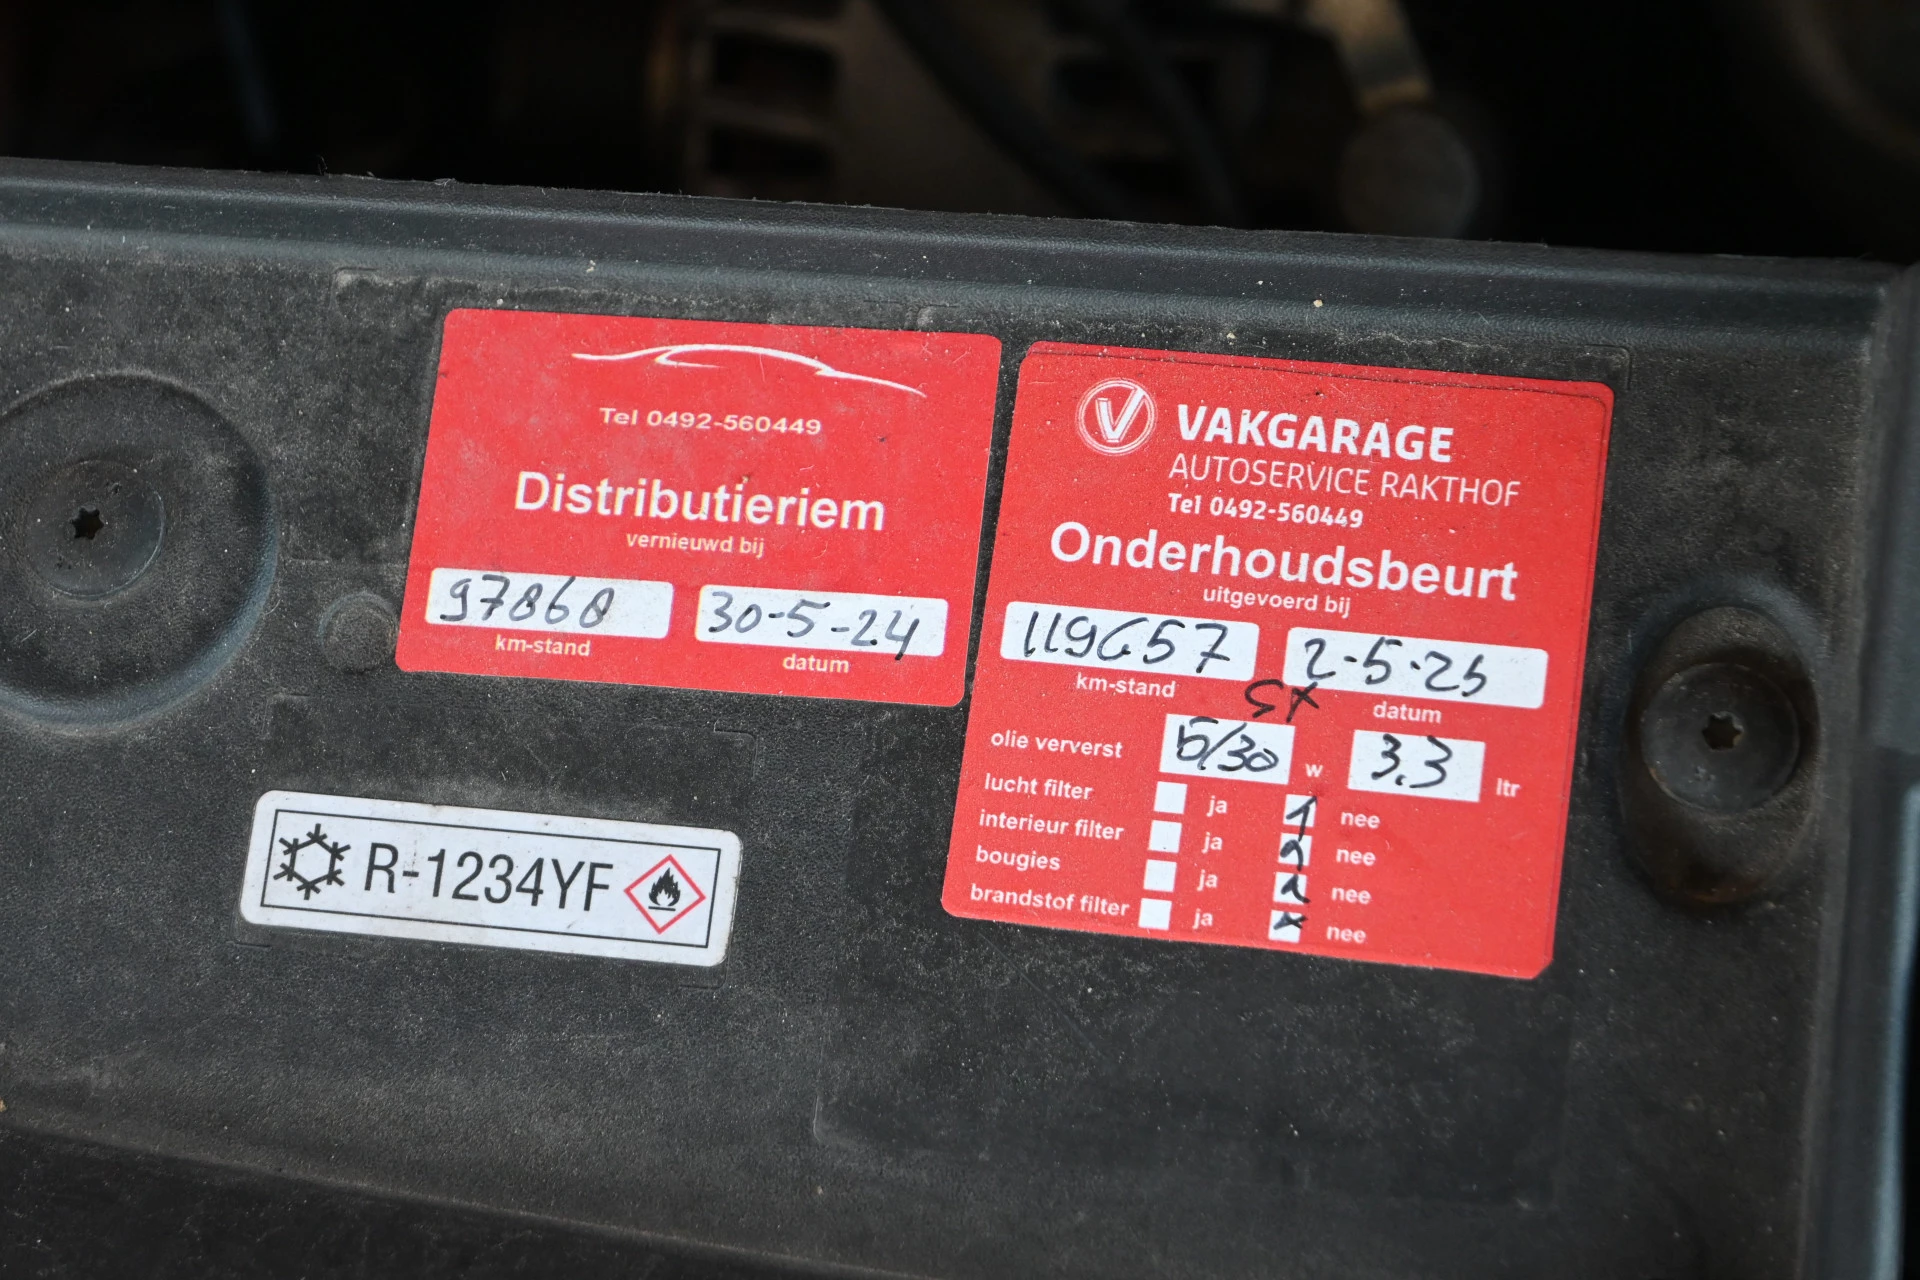 Tel 0492-560449
Distributieriem
vernieuwd bij
97868 30-5-24
km-stand datum
VAKGARAGE
AUTOSERVICE RAKTHOF
Tel 0492-560449
Onderhoudsbeurt
uitgevoerd bij
119657 2-5-25
km-stand datum
olie ververst 5/30 w 3.3 ltr
lucht filter ja nee
interieur filter ja nee
bougies ja nee
brandstof filter ja nee
R-1234YF